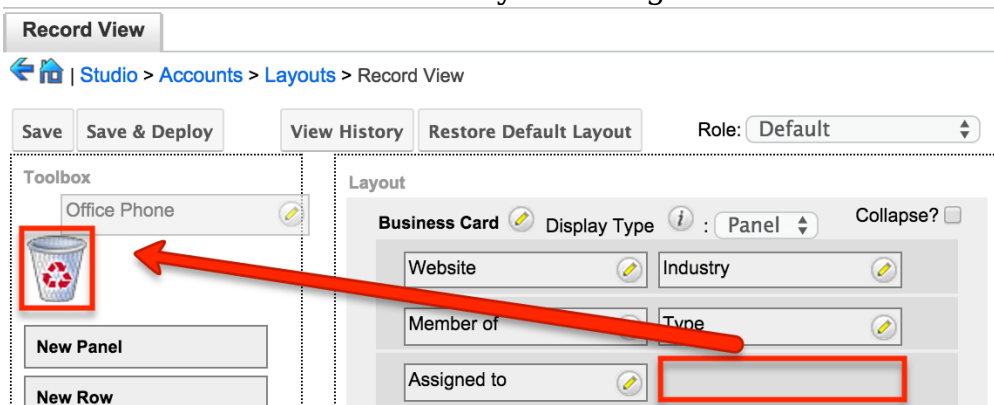 Record View
| Studio > Accounts > Layouts > Record View
Save Save & Deploy View History Restore Default Layout Role: Default
Toolbox
Office Phone
Layout
Business Card Display Type i : Panel Collapse?
Website Industry
Member of Type
New Panel
Assigned to
New Row